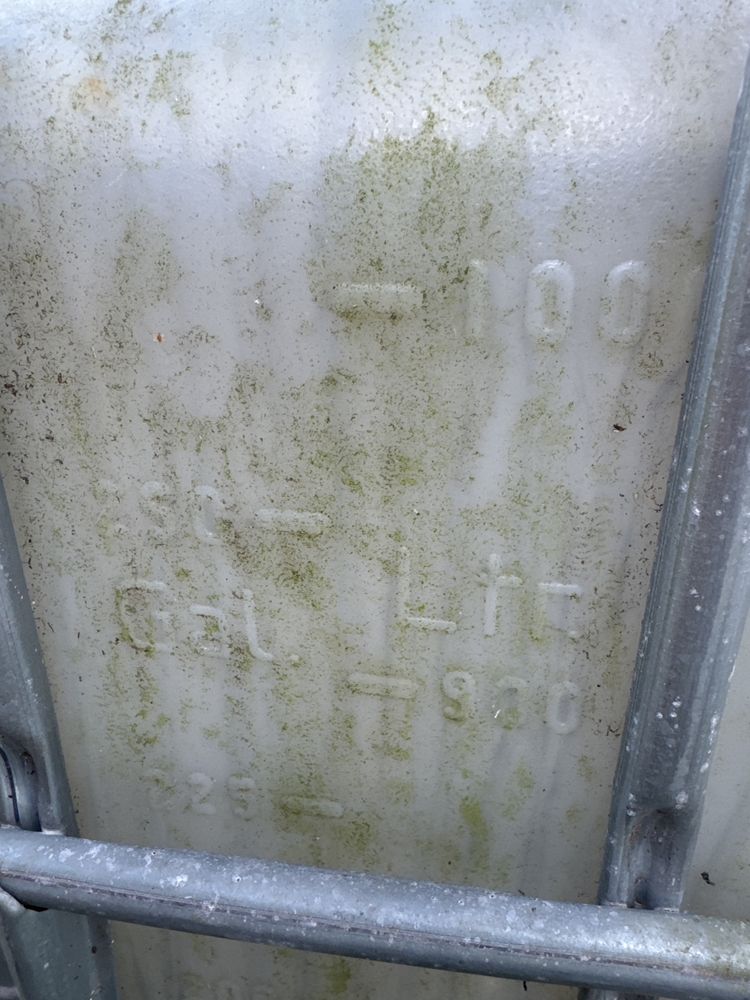 — 100
250 —
Gal. Ltr
— 900
225 —